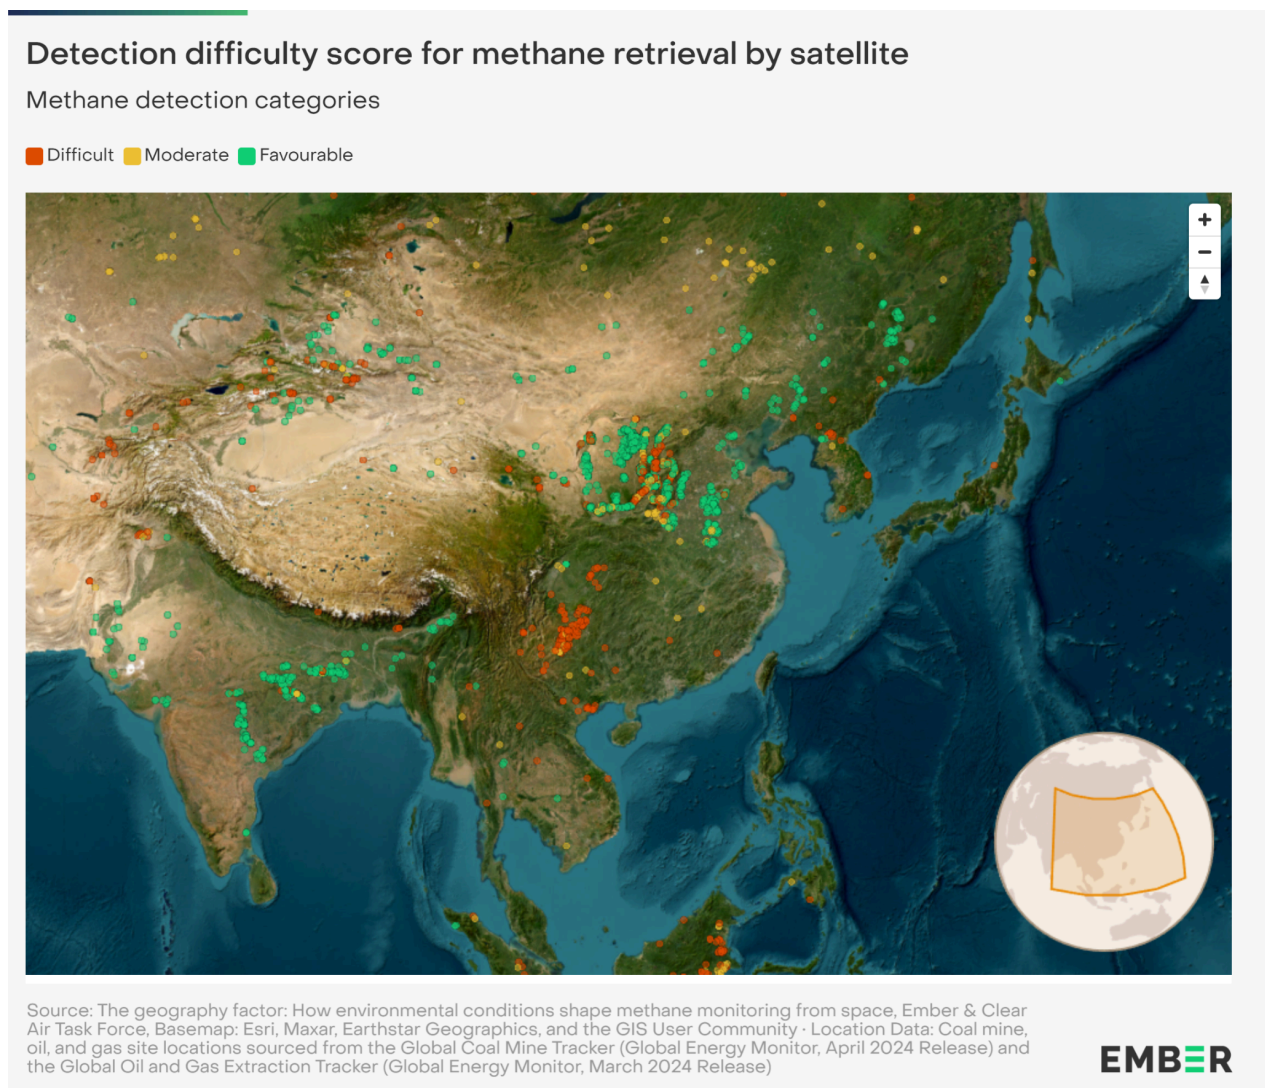 Detection difficulty score for methane retrieval by satellite
Methane detection categories
Difficult Moderate Favourable
+
−
Source: The geography factor: How environmental conditions shape methane monitoring from space, Ember & Clear
Air Task Force, Basemap: Esri, Maxar, Earthstar Geographics, and the GIS User Community · Location Data: Coal mine,
oil, and gas site locations sourced from the Global Coal Mine Tracker (Global Energy Monitor, April 2024 Release) and
the Global Oil and Gas Extraction Tracker (Global Energy Monitor, March 2024 Release)
EMBER